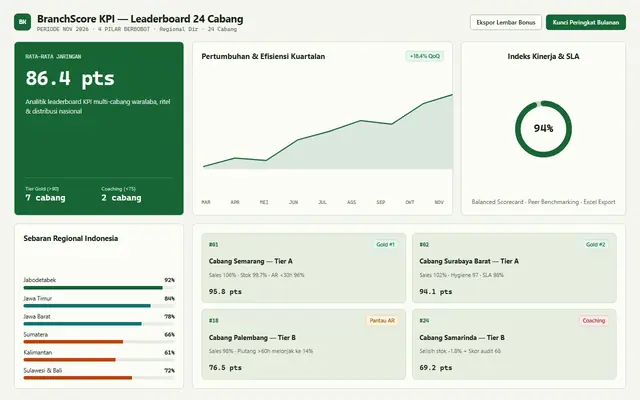 BK
BranchScore KPI — Leaderboard 24 Cabang
PERIODE NOV 2026 · 4 PILAR BERBOBOT · Regional Dir · 24 Cabang
Ekspor Lembar Bonus
Kunci Peringkat Bulanan
RATA-RATA JARINGAN
86.4 pts
Analitik leaderboard KPI multi-cabang waralaba, ritel
& distribusi nasional
Tier Gold (>90)
7 cabang
Coaching (<75)
2 cabang
Pertumbuhan & Efisiensi Kuartalan
+18.4% QoQ
MAR APR MEI JUN JUL AGS SEP OKT NOV
Indeks Kinerja & SLA
94%
Balanced Scorecard · Peer Benchmarking · Excel Export
Sebaran Regional Indonesia
Jabodetabek 92%
Jawa Timur 84%
Jawa Barat 78%
Sumatera 66%
Kalimantan 61%
Sulawesi & Bali 72%
#01
Gold #1
Cabang Semarang — Tier A
Sales 106% · Stok 99.7% · AR <30h 96%
95.8 pts
#02
Gold #2
Cabang Surabaya Barat — Tier A
Sales 102% · Hygiene 97 · SLA 98%
94.1 pts
#18
Pantau AR
Cabang Palembang — Tier B
Sales 98% · Piutang >60h melonjak ke 14%
76.5 pts
#24
Coaching
Cabang Samarinda — Tier B
Selisih stok -1.8% • Skor audit 65
69.2 pts